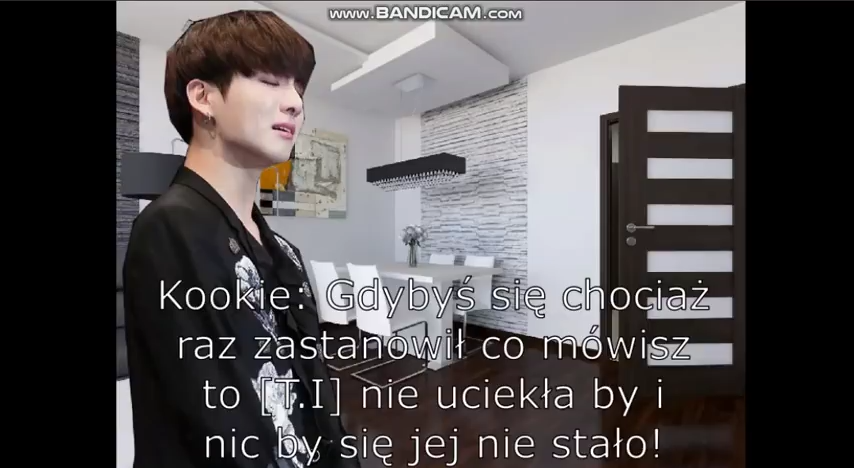 www.BANDICAM.com
Kookie: Gdybyś się chociaż
raz zastanowił co mówisz
to [T.I] nie uciekła by i
nic by się jej nie stało!